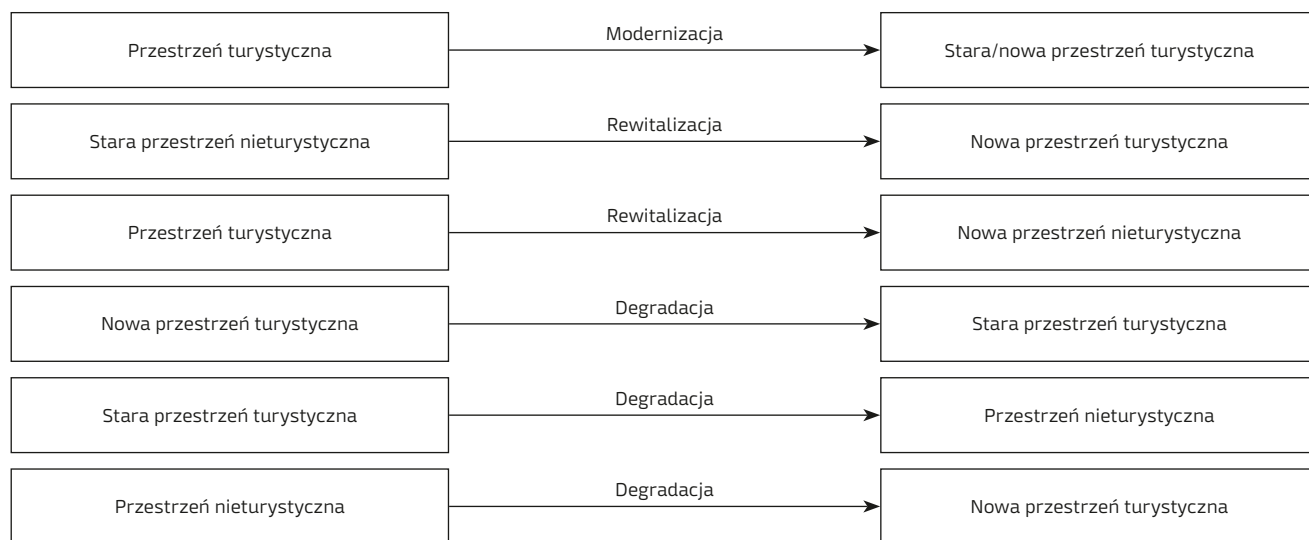 Przestrzeń turystyczna
Modernizacja
Stara/nowa przestrzeń turystyczna
Stara przestrzeń nieturystyczna
Rewitalizacja
Nowa przestrzeń turystyczna
Przestrzeń turystyczna
Rewitalizacja
Nowa przestrzeń nieturystyczna
Nowa przestrzeń turystyczna
Degradacja
Stara przestrzeń turystyczna
Stara przestrzeń turystyczna
Degradacja
Przestrzeń nieturystyczna
Przestrzeń nieturystyczna
Degradacja
Nowa przestrzeń turystyczna